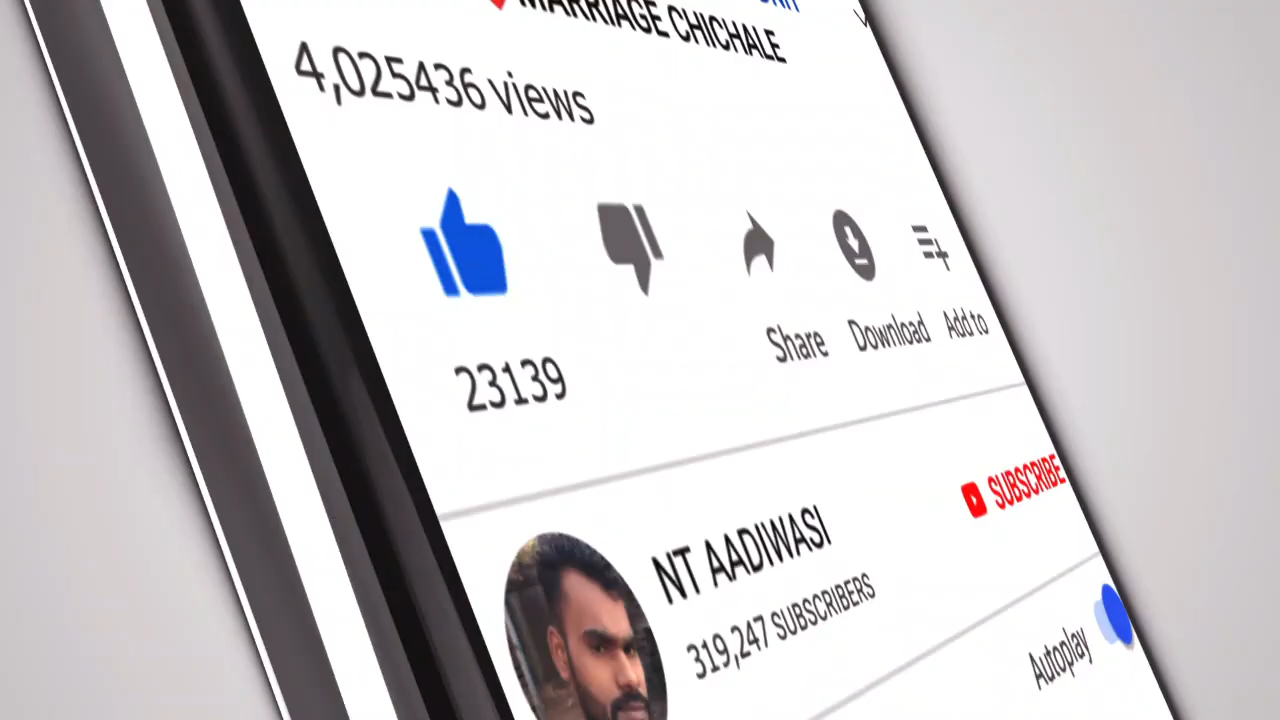 MARRIAGE CHICHALE
4,025436 views
23139
Share
Download
Add to
SUBSCRIBE
NT AADIWASI
319,247 SUBSCRIBERS
Autoplay